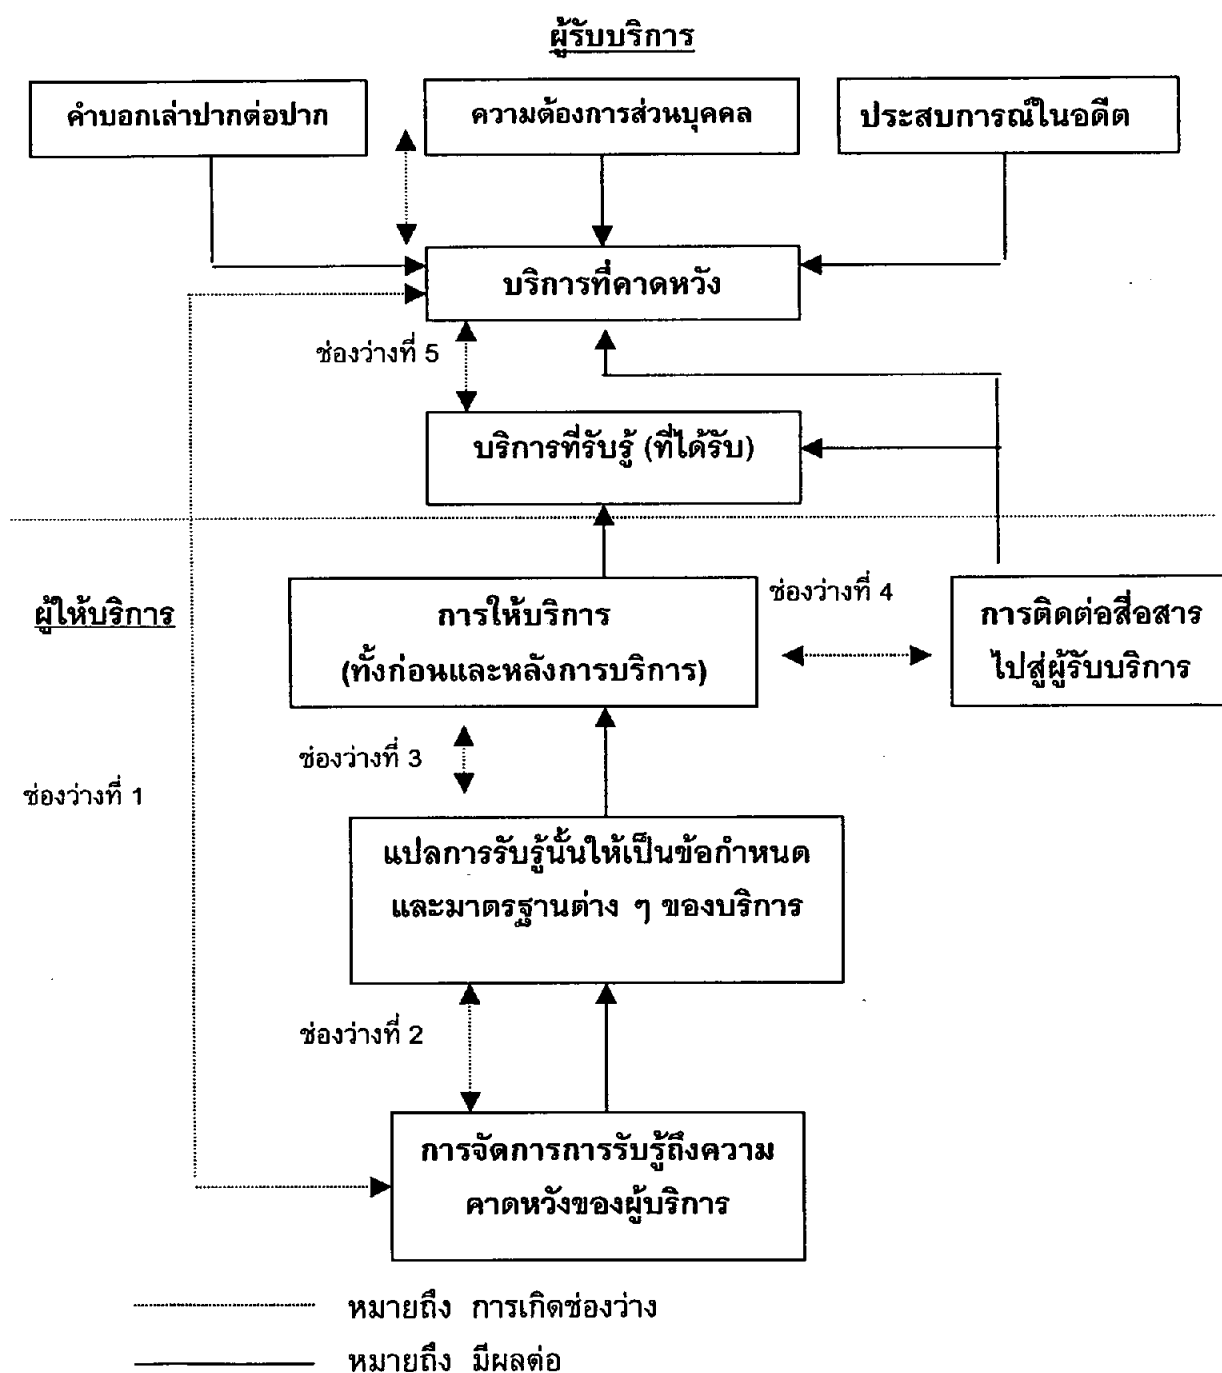 ผู้รับบริการ
คำบอกเล่าปากต่อปาก
ความต้องการส่วนบุคคล
ประสบการณ์ในอดีต
บริการที่คาดหวัง
ช่องว่างที่ 5
บริการที่รับรู้ (ที่ได้รับ)
ผู้ให้บริการ
การให้บริการ
(ทั้งก่อนและหลังการบริการ)
ช่องว่างที่ 4
การติดต่อสื่อสาร
ไปสู่ผู้รับบริการ
ช่องว่างที่ 3
ช่องว่างที่ 1
แปลการรับรู้นั้นให้เป็นข้อกำหนด
และมาตรฐานต่าง ๆ ของบริการ
ช่องว่างที่ 2
การจัดการการรับรู้ถึงความ
คาดหวังของผู้บริการ
หมายถึง การเกิดช่องว่าง
หมายถึง มีผลต่อ